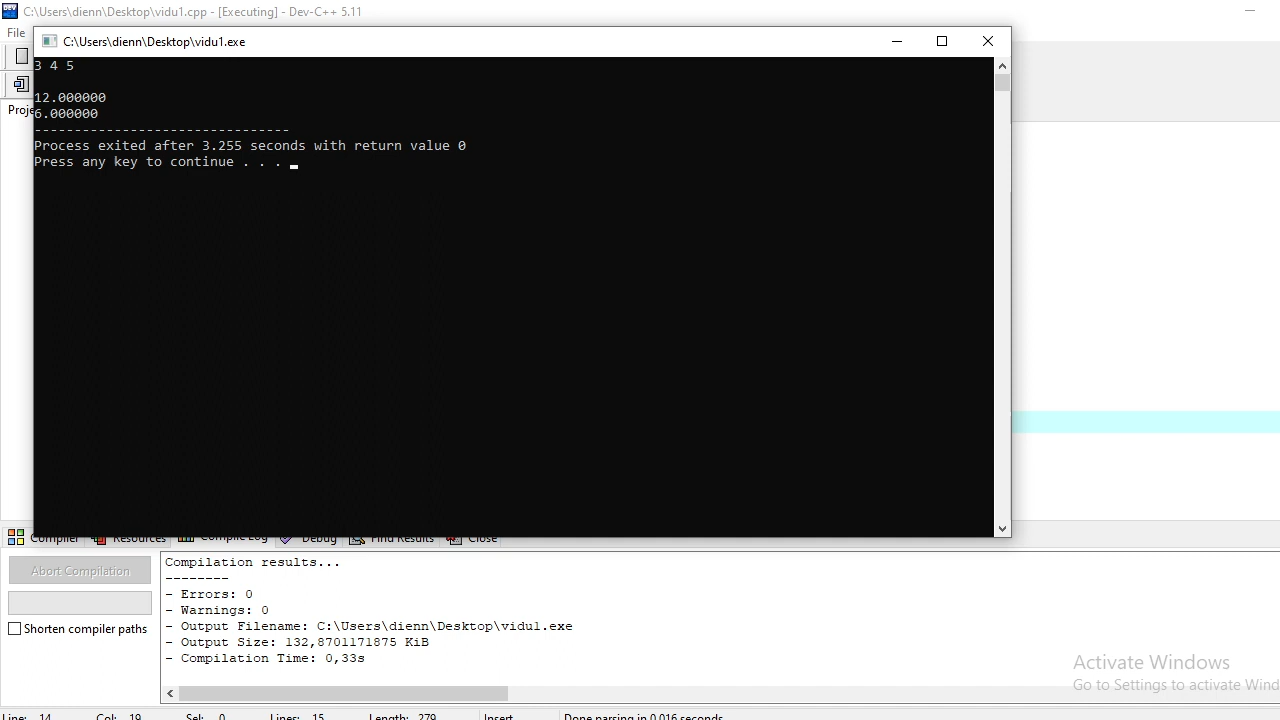 C:\Users\dienn\Desktop\vidu1.cpp - [Executing] - Dev-C++ 5.11
File
C:\Users\dienn\Desktop\vidu1.exe
3 4 5
12.000000
6.000000
--------------------------------
Process exited after 3.255 seconds with return value 0
Press any key to continue . . .
Proje
Compiler Resources Compile Log Debug Find Results Close
Abort Compilation
Shorten compiler paths
Compilation results...
--------
- Errors: 0
- Warnings: 0
- Output Filename: C:\Users\dienn\Desktop\vidu1.exe
- Output Size: 132,8701171875 KiB
- Compilation Time: 0,33s
Activate Windows
Go to Settings to activate Wind
Line: 14 Col: 19 Sel: 0 Lines: 15 Length: 279 Insert Done parsing in 0.016 seconds